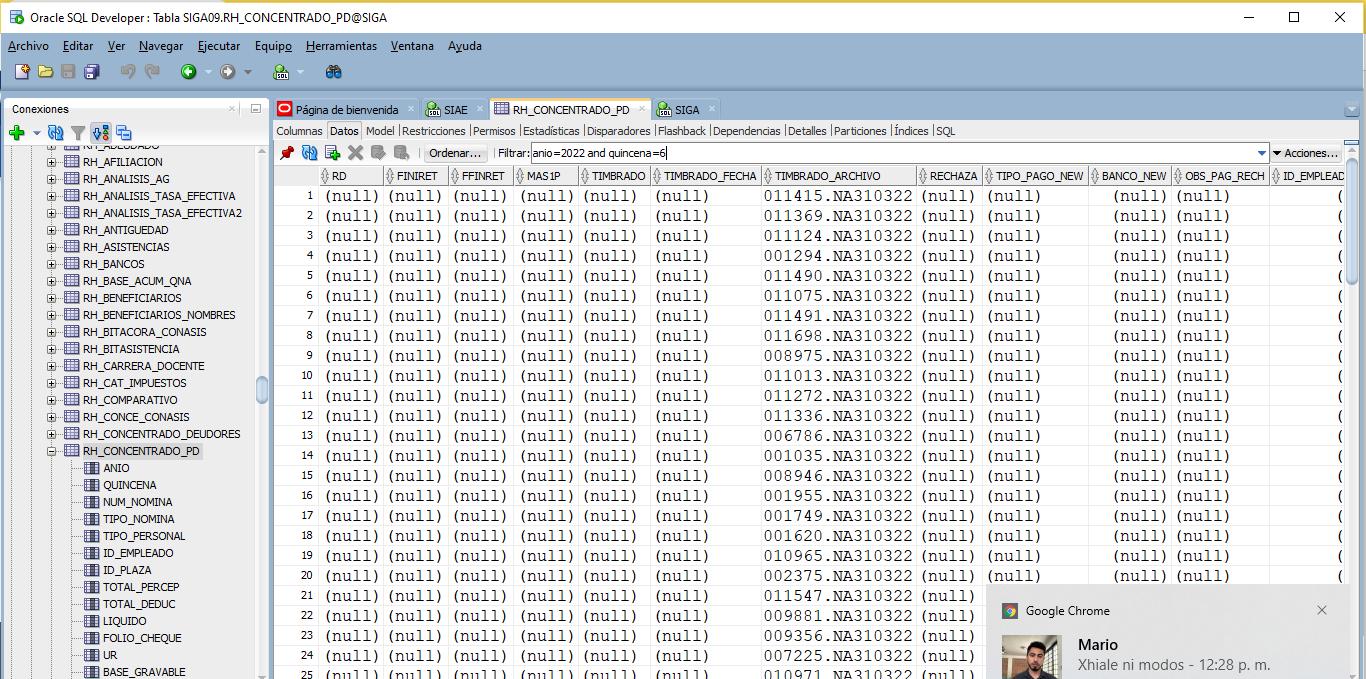 Oracle SQL Developer : Tabla SIGA09.RH_CONCENTRADO_PD@SIGA
Archivo Editar Ver Navegar Ejecutar Equipo Herramientas Ventana Ayuda
Conexiones
Página de bienvenida SIAE RH_CONCENTRADO_PD SIGA
Columnas Datos Model Restricciones Permisos Estadísticas Disparadores Flashback Dependencias Detalles Particiones Índices SQL
Ordenar... Filtrar: anio=2022 and quincena=6 Acciones...
RH_ADEUDADO
RH_AFILIACION
RH_ANALISIS_AG
RH_ANALISIS_TASA_EFECTIVA
RH_ANALISIS_TASA_EFECTIVA2
RH_ANTIGUEDAD
RH_ASISTENCIAS
RH_BANCOS
RH_BASE_ACUM_QNA
RH_BENEFICIARIOS
RH_BENEFICIARIOS_NOMBRES
RH_BITACORA_CONASIS
RH_BITASISTENCIA
RH_CARRERA_DOCENTE
RH_CAT_IMPUESTOS
RH_COMPARATIVO
RH_CONCE_CONASIS
RH_CONCENTRADO_DEUDORES
RH_CONCENTRADO_PD
ANIO
QUINCENA
NUM_NOMINA
TIPO_NOMINA
TIPO_PERSONAL
ID_EMPLEADO
ID_PLAZA
TOTAL_PERCEP
TOTAL_DEDUC
LIQUIDO
FOLIO_CHEQUE
UR
BASE_GRAVABLE
RD FINIRET FFINRET MAS1P TIMBRADO TIMBRADO_FECHA TIMBRADO_ARCHIVO RECHAZA TIPO_PAGO_NEW BANCO_NEW OBS_PAG_RECH ID_EMPLEAD
1 (null) (null) (null) (null) (null) (null) 011415.NA310322 (null) (null) (null) (null) (
2 (null) (null) (null) (null) (null) (null) 011369.NA310322 (null) (null) (null) (null) (
3 (null) (null) (null) (null) (null) (null) 011124.NA310322 (null) (null) (null) (null) (
4 (null) (null) (null) (null) (null) (null) 001294.NA310322 (null) (null) (null) (null) (
5 (null) (null) (null) (null) (null) (null) 011490.NA310322 (null) (null) (null) (null) (
6 (null) (null) (null) (null) (null) (null) 011075.NA310322 (null) (null) (null) (null) (
7 (null) (null) (null) (null) (null) (null) 011491.NA310322 (null) (null) (null) (null) (
8 (null) (null) (null) (null) (null) (null) 011698.NA310322 (null) (null) (null) (null) (
9 (null) (null) (null) (null) (null) (null) 008975.NA310322 (null) (null) (null) (null) (
10 (null) (null) (null) (null) (null) (null) 011013.NA310322 (null) (null) (null) (null) (
11 (null) (null) (null) (null) (null) (null) 011272.NA310322 (null) (null) (null) (null) (
12 (null) (null) (null) (null) (null) (null) 011336.NA310322 (null) (null) (null) (null) (
13 (null) (null) (null) (null) (null) (null) 006786.NA310322 (null) (null) (null) (null) (
14 (null) (null) (null) (null) (null) (null) 001035.NA310322 (null) (null) (null) (null) (
15 (null) (null) (null) (null) (null) (null) 008946.NA310322 (null) (null) (null) (null) (
16 (null) (null) (null) (null) (null) (null) 001955.NA310322 (null) (null) (null) (null) (
17 (null) (null) (null) (null) (null) (null) 001749.NA310322 (null) (null) (null) (null) (
18 (null) (null) (null) (null) (null) (null) 001620.NA310322 (null) (null) (null) (null) (
19 (null) (null) (null) (null) (null) (null) 010965.NA310322 (null) (null) (null) (null) (
20 (null) (null) (null) (null) (null) (null) 002375.NA310322 (null) (null) (null) (null) (
21 (null) (null) (null) (null) (null) (null) 011547.NA310322 (null)
22 (null) (null) (null) (null) (null) (null) 009881.NA310322 (null)
23 (null) (null) (null) (null) (null) (null) 009356.NA310322 (null)
24 (null) (null) (null) (null) (null) (null) 007225.NA310322 (null)
25 (null) (null) (null) (null) (null) (null) 010971.NA310322 (null)
Google Chrome
Mario
Xhiale ni modos - 12:28 p. m.